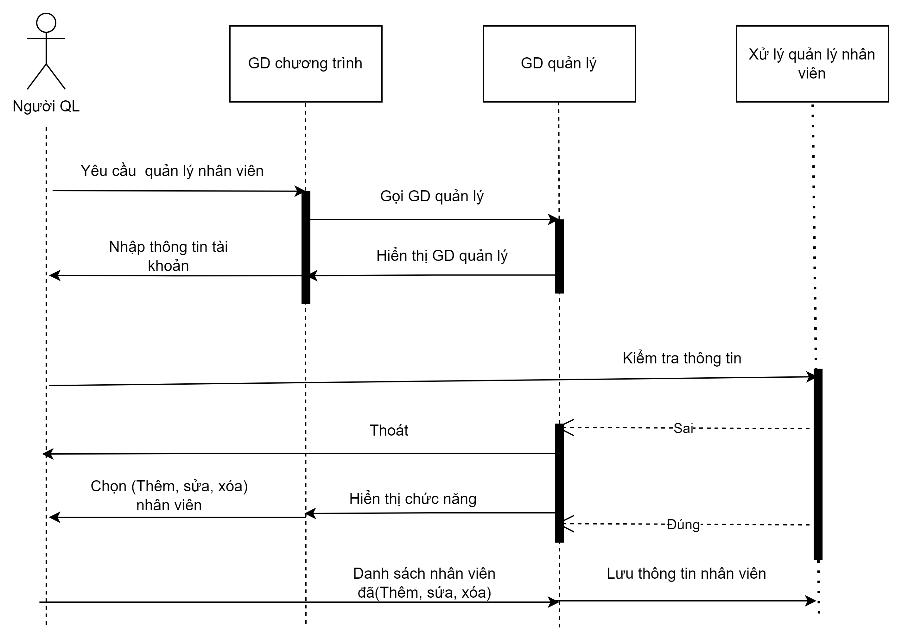 Người QL
GD chương trình
GD quản lý
Xử lý quản lý nhân
viên
Yêu cầu quản lý nhân viên
Gọi GD quản lý
Nhập thông tin tài
khoản
Hiển thị GD quản lý
Kiểm tra thông tin
Sai
Thoát
Chọn (Thêm, sửa, xóa)
nhân viên
Hiển thị chức năng
Đúng
Danh sách nhân viên
đã(Thêm, sửa, xóa)
Lưu thông tin nhân viên